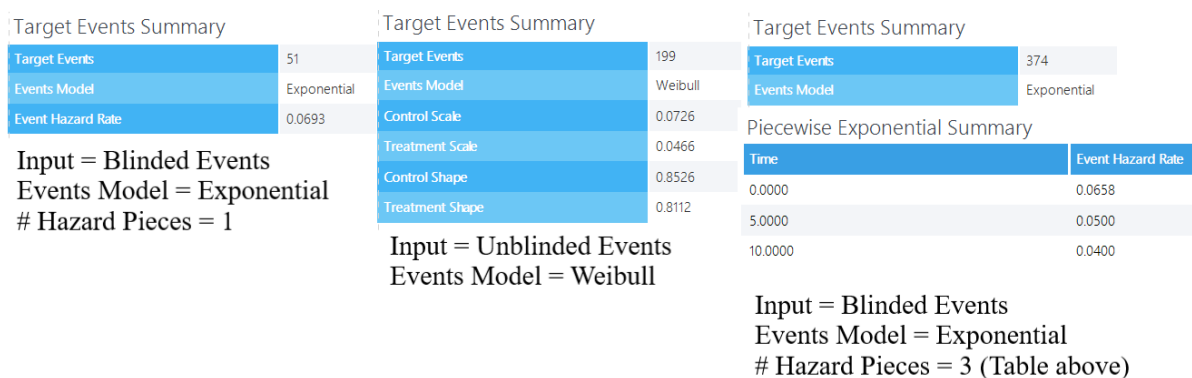 Target Events Summary
Target Events 51
Events Model Exponential
Event Hazard Rate 0.0693
Input = Blinded Events
Events Model = Exponential
# Hazard Pieces = 1
Target Events Summary
Target Events 199
Events Model Weibull
Control Scale 0.0726
Treatment Scale 0.0466
Control Shape 0.8526
Treatment Shape 0.8112
Input = Unblinded Events
Events Model = Weibull
Target Events Summary
Target Events 374
Events Model Exponential
Piecewise Exponential Summary
Time Event Hazard Rate
0.0000 0.0658
5.0000 0.0500
10.0000 0.0400
Input = Blinded Events
Events Model = Exponential
# Hazard Pieces = 3 (Table above)